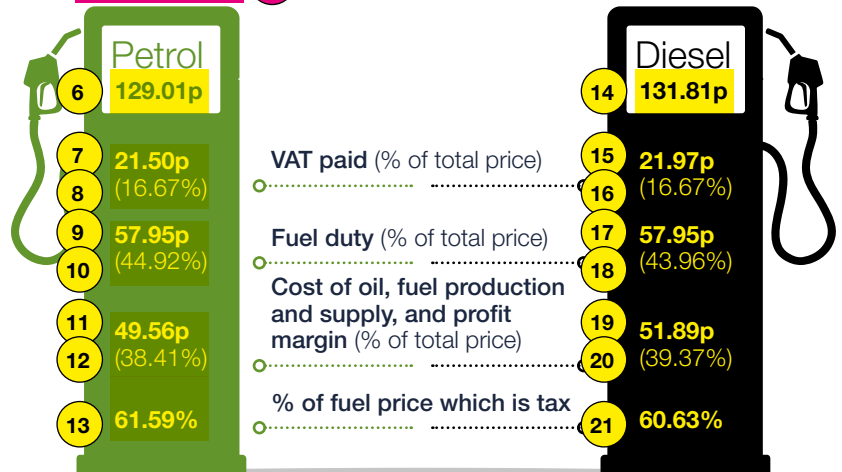 Petrol
6
129.01p
7
21.50p
8
(16.67%)
9
57.95p
10
(44.92%)
11
49.56p
12
(38.41%)
13
61.59%
VAT paid (% of total price)
Fuel duty (% of total price)
Cost of oil, fuel production
and supply, and profit
margin (% of total price)
% of fuel price which is tax
Diesel
14
131.81p
15
21.97p
16
(16.67%)
17
57.95p
18
(43.96%)
19
51.89p
20
(39.37%)
21
60.63%